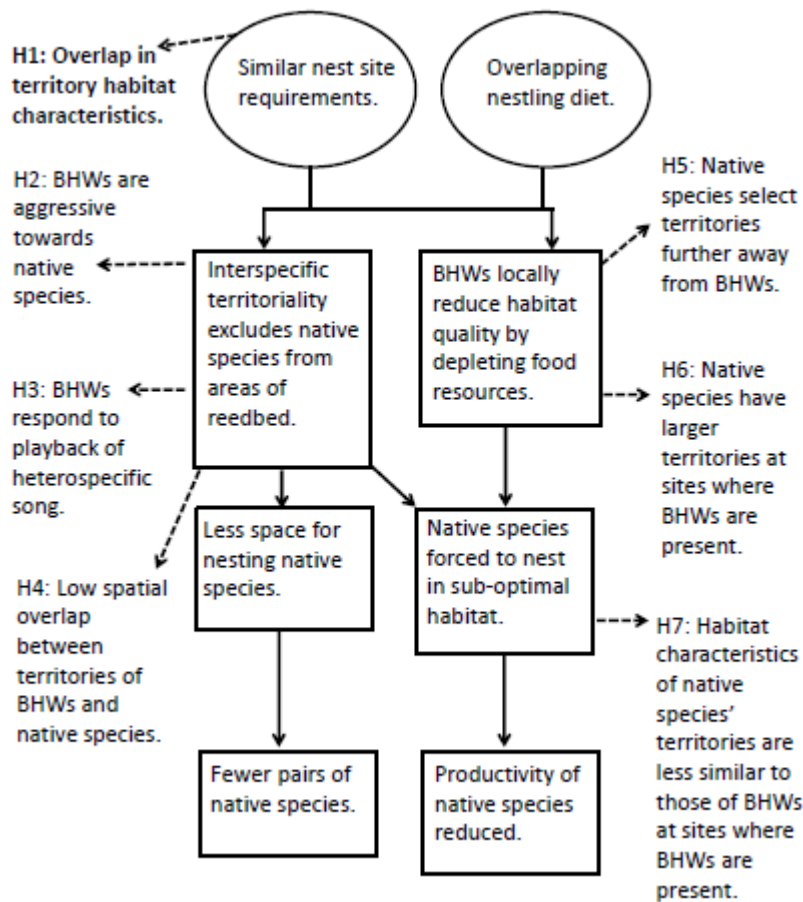 H1: Overlap in
territory habitat
characteristics.
Similar nest site
requirements.
Overlapping
nestling diet.
H2: BHWs are
aggressive
towards
native
species.
Interspecific
territoriality
excludes native
species from
areas of
reedbed.
BHWs locally
reduce habitat
quality by
depleting food
resources.
H5: Native
species select
territories
further away
from BHWs.
H3: BHWs
respond to
playback of
heterospecific
song.
H6: Native
species have
larger
territories at
sites where
BHWs are
present.
Less space for
nesting native
species.
Native species
forced to nest
in sub-optimal
habitat.
H4: Low spatial
overlap
between
territories of
BHWs and
native species.
H7: Habitat
characteristics
of native
species’
territories are
less similar to
those of BHWs
at sites where
BHWs are
present.
Fewer pairs of
native species.
Productivity of
native species
reduced.